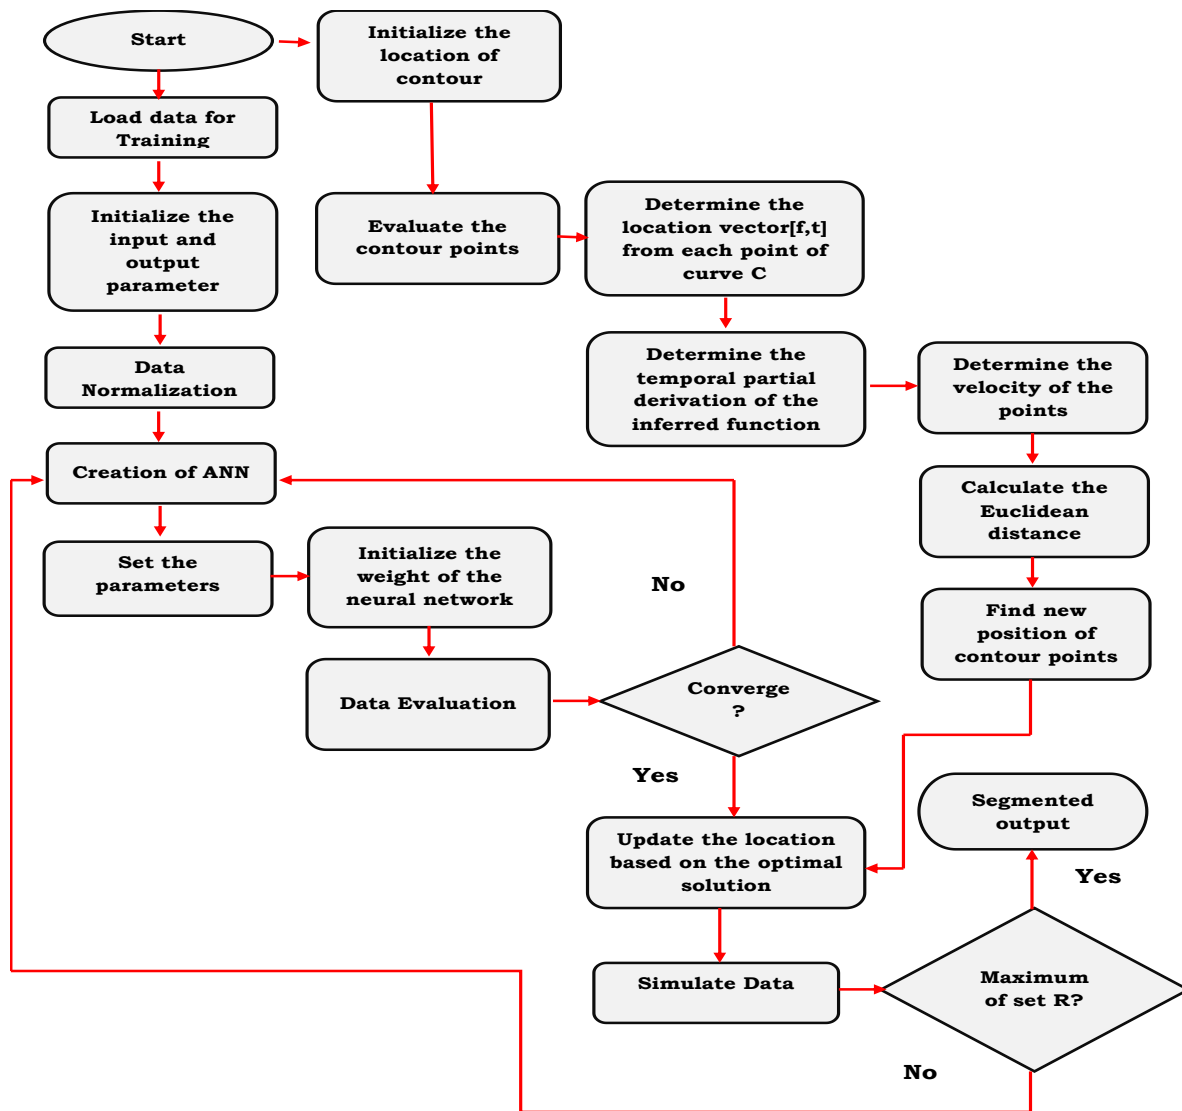 Start
Initialize the
location of
contour
Load data for
Training
Initialize the
input and
output
parameter
Evaluate the
contour points
Determine the
location vector[f,t]
from each point of
curve C
Data
Normalization
Determine the
temporal partial
derivation of the
inferred function
Determine the
velocity of the
points
Creation of ANN
Calculate the
Euclidean
distance
Set the
parameters
Initialize the
weight of the
neural network
No
Find new
position of
contour points
Data Evaluation
Converge
?
Yes
Segmented
output
Update the location
based on the optimal
solution
Yes
Simulate Data
Maximum
of set R?
No